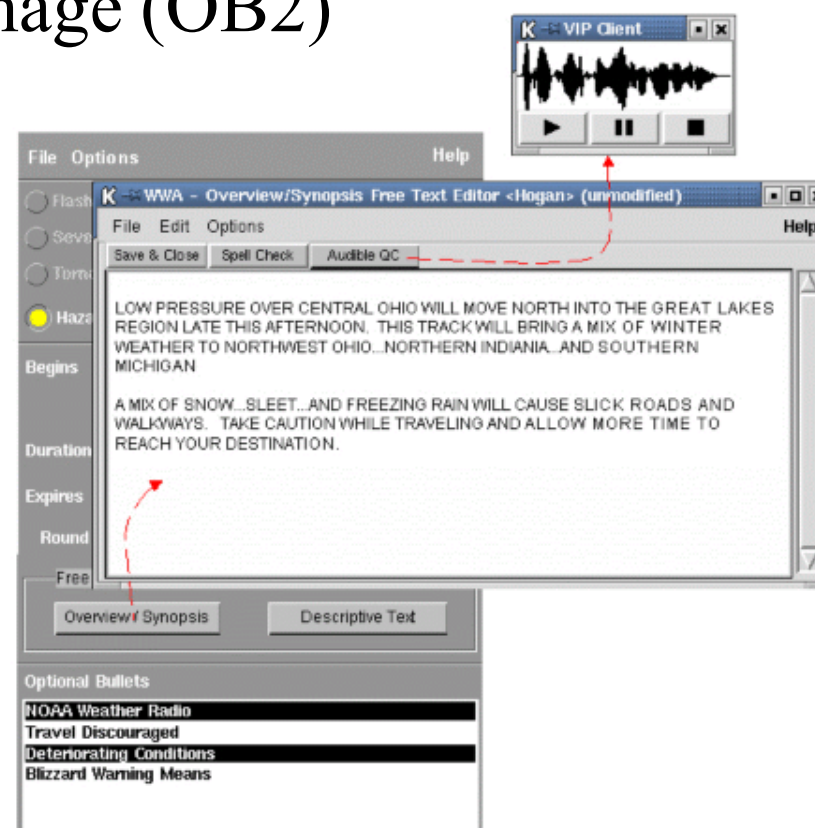 nage (OB2)
K VIP Client
File Options Help
Flash
Seve
Torna
Haza
K WWA - Overview/Synopsis Free Text Editor <Hogan> (unmodified)
File Edit Options Help
Save & Close Spell Check Audible QC
LOW PRESSURE OVER CENTRAL OHIO WILL MOVE NORTH INTO THE GREAT LAKES
REGION LATE THIS AFTERNOON. THIS TRACK WILL BRING A MIX OF WINTER
WEATHER TO NORTHWEST OHIO...NORTHERN INDIANIA...AND SOUTHERN
MICHIGAN
A MIX OF SNOW...SLEET...AND FREEZING RAIN WILL CAUSE SLICK ROADS AND
WALKWAYS. TAKE CAUTION WHILE TRAVELING AND ALLOW MORE TIME TO
REACH YOUR DESTINATION.
Begins
Duration
Expires
Round
Free
Overview / Synopsis Descriptive Text
Optional Bullets
NOAA Weather Radio
Travel Discouraged
Deteriorating Conditions
Blizzard Warning Means